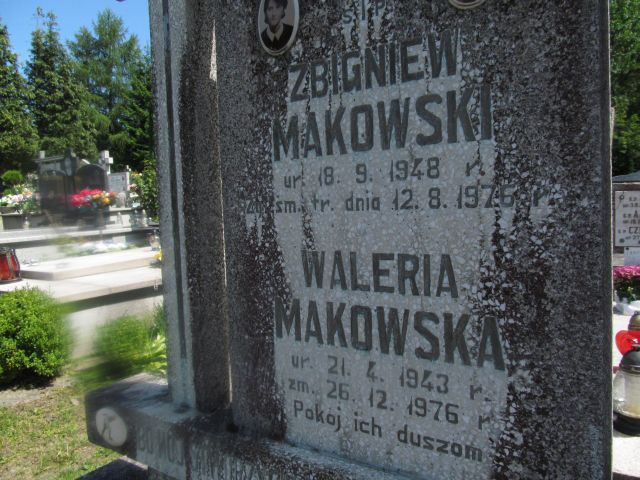 Ś.†P.
ZBIGNIEW
MAKOWSKI
ur. 18. 9. 1948 r.
zm. tr. dnia 12. 8. 1976 r.
WALERIA
MAKOWSKA
ur. 21. 4. 1943 r.
zm. 26. 12. 1976 r.
Pokój ich duszom